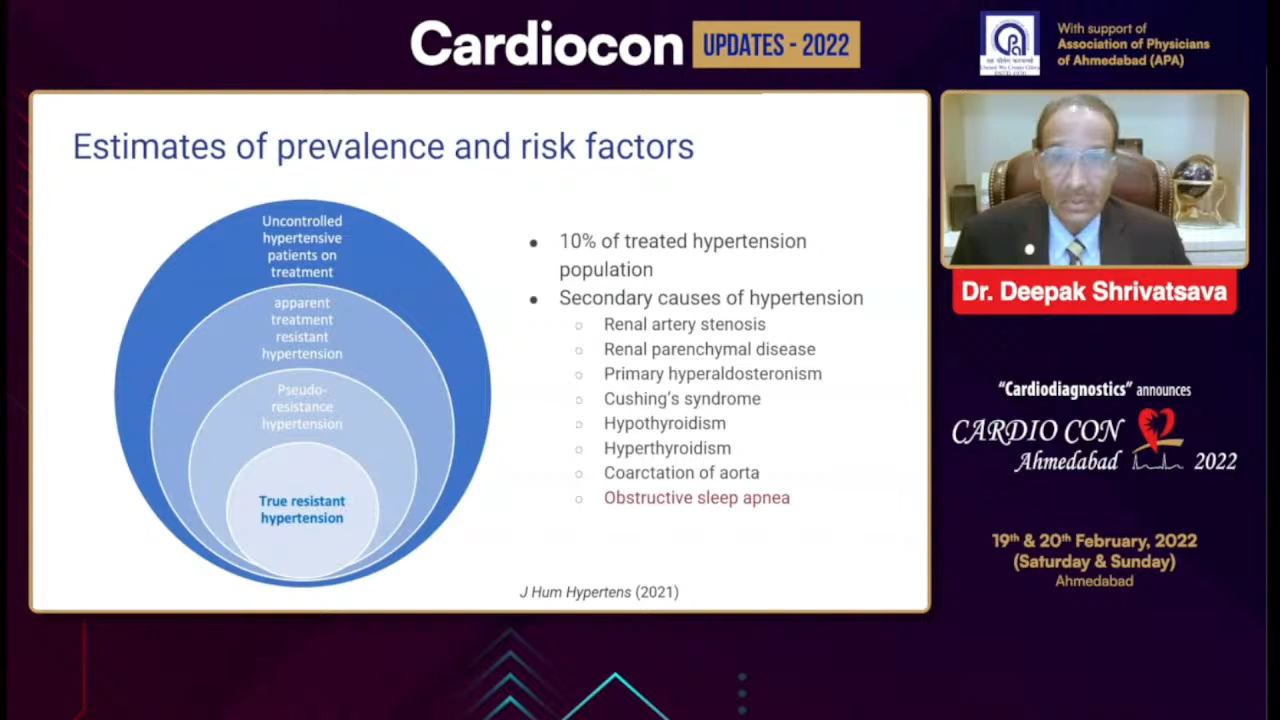 Cardiocon UPDATES - 2022
With support of
Association of Physicians
of Ahmedabad (APA)
Estimates of prevalence and risk factors
Uncontrolled
hypertensive
patients on
treatment
apparent
treatment
resistant
hypertension
Pseudo-
resistance
hypertension
True resistant
hypertension
● 10% of treated hypertension
population
● Secondary causes of hypertension
○ Renal artery stenosis
○ Renal parenchymal disease
○ Primary hyperaldosteronism
○ Cushing's syndrome
○ Hypothyroidism
○ Hyperthyroidism
○ Coarctation of aorta
○ Obstructive sleep apnea
J Hum Hypertens (2021)
Dr. Deepak Shrivatsava
“Cardiodiagnostics” announces
CARDIO CON
Ahmedabad 2022
19th & 20th February, 2022
(Saturday & Sunday)
Ahmedabad